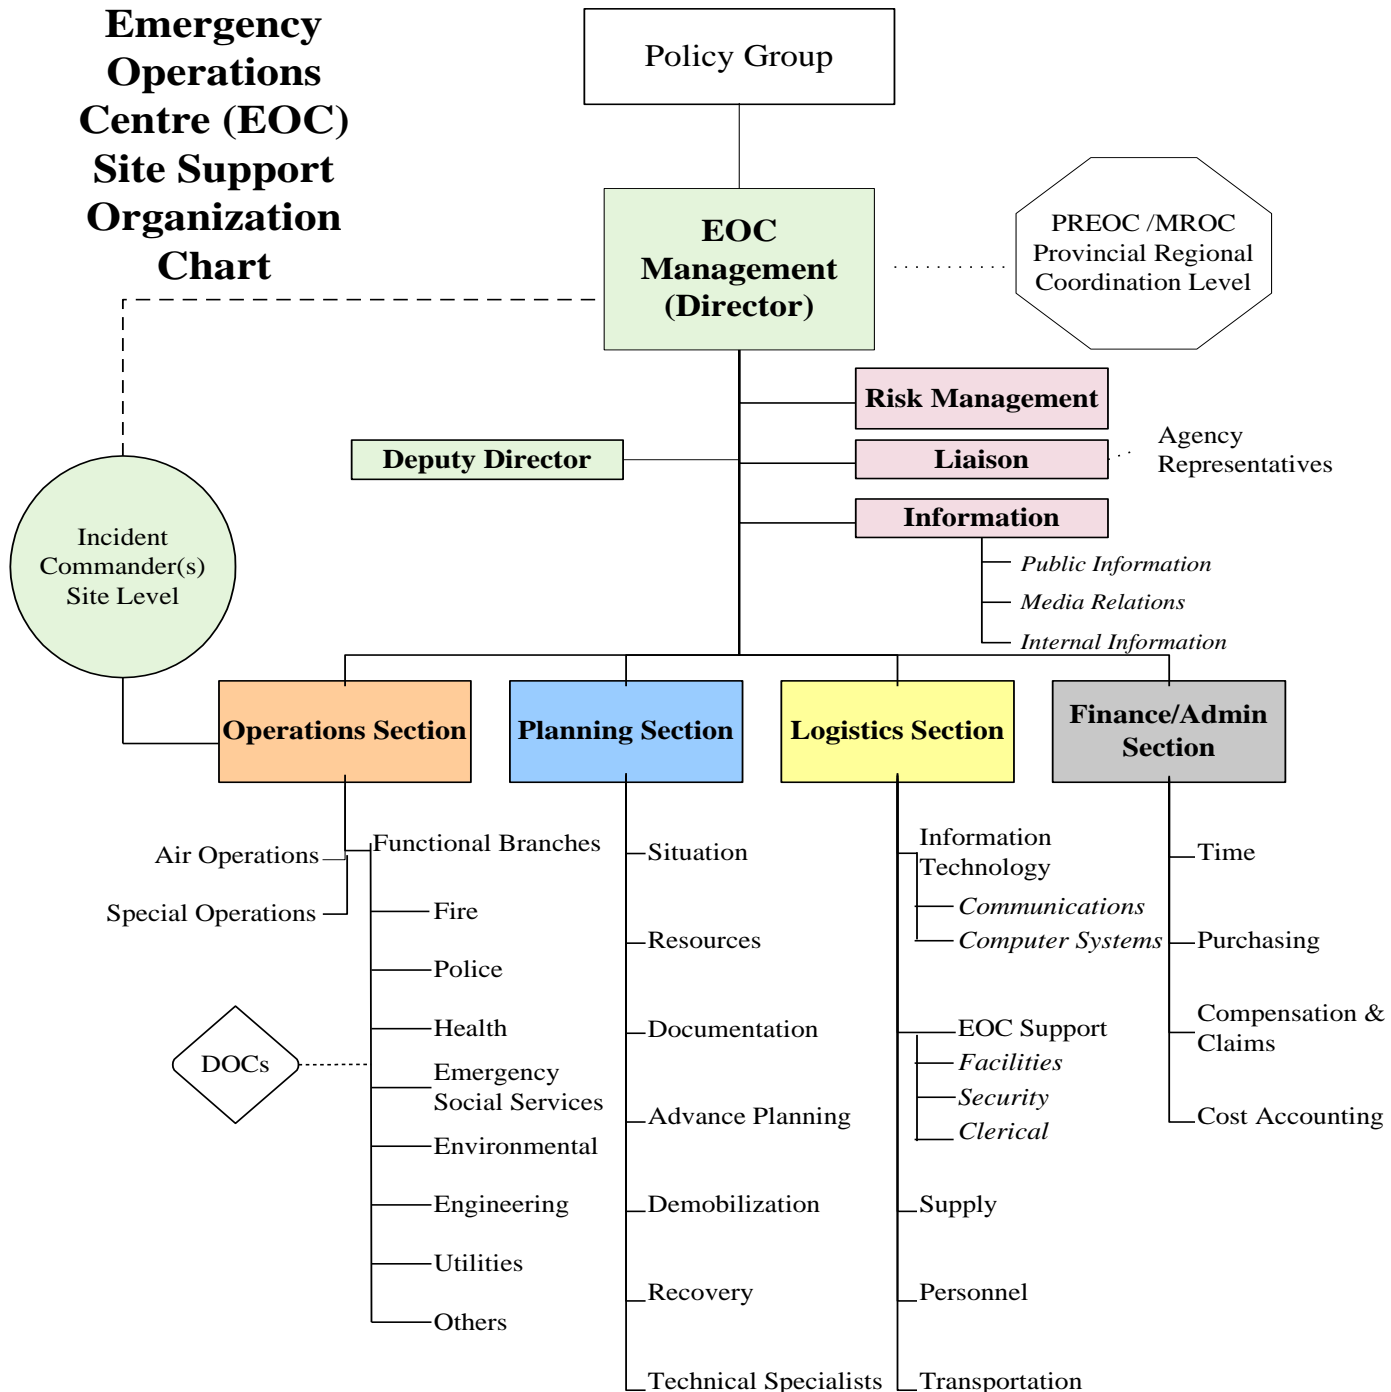 Emergency
Operations
Centre (EOC)
Site Support
Organization
Chart
Policy Group
EOC
Management
(Director)
PREOC /MROC
Provincial Regional
Coordination Level
Risk Management
Deputy Director
Liaison
Agency
Representatives
Information
Public Information
Media Relations
Internal Information
Incident
Commander(s)
Site Level
Operations Section
Planning Section
Logistics Section
Finance/Admin
Section
Air Operations
Special Operations
Functional Branches
Fire
Police
Health
Emergency
Social Services
Environmental
Engineering
Utilities
Others
DOCs
Situation
Resources
Documentation
Advance Planning
Demobilization
Recovery
Technical Specialists
Information
Technology
Communications
Computer Systems
EOC Support
Facilities
Security
Clerical
Supply
Personnel
Transportation
Time
Purchasing
Compensation &
Claims
Cost Accounting